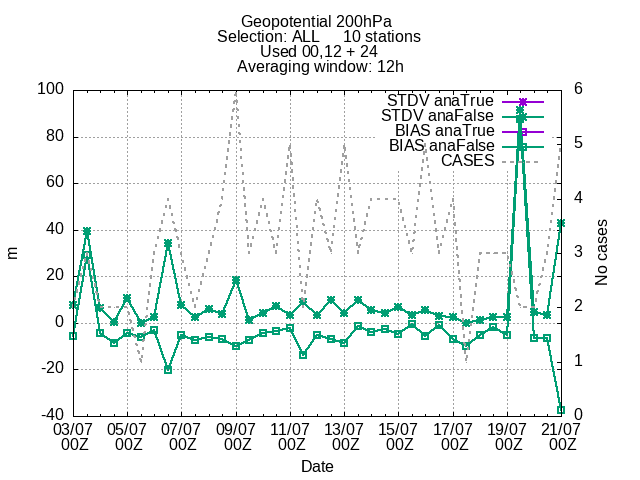 Geopotential 200hPa
Selection: ALL 10 stations
Used 00,12 + 24
Averaging window: 12h
STDV anaTrue
STDV anaFalse
BIAS anaTrue
BIAS anaFalse
CASES
100
80
60
40
20
0
-20
-40
m
6
5
4
3
2
1
0
No cases
03/07 05/07 07/07 09/07 11/07 13/07 15/07 17/07 19/07 21/07
00Z 00Z 00Z 00Z 00Z 00Z 00Z 00Z 00Z 00Z
Date